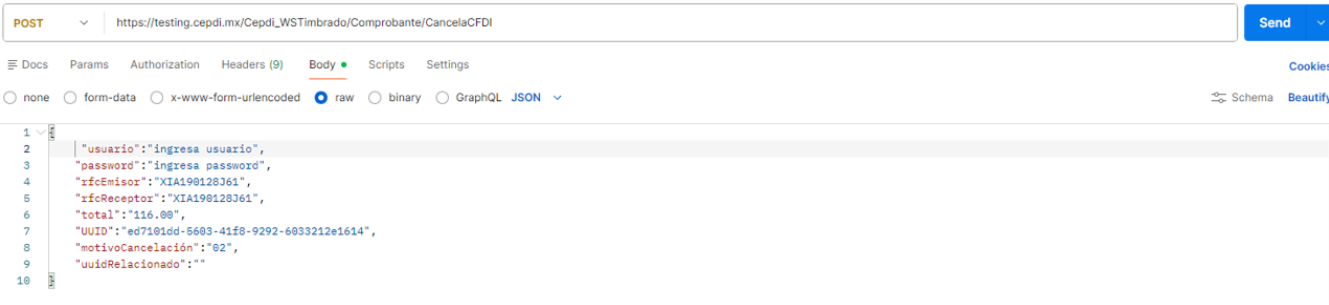 POST https://testing.cepdi.mx/Cepdi_WSTimbrado/Comprobante/CancelaCFDI Send
Docs Params Authorization Headers (9) Body Scripts Settings Cookies
none form-data x-www-form-urlencoded raw binary GraphQL JSON Schema Beautify
1 {
2 "usuario":"ingresa usuario",
3 "password":"ingresa password",
4 "rfcEmisor":"XIA190128J61",
5 "rfcReceptor":"XIA190128J61",
6 "total":"116.00",
7 "UUID":"ed7101dd-5603-41f8-9292-6033212e1614",
8 "motivoCancelación":"02",
9 "uuidRelacionado":""
10 }